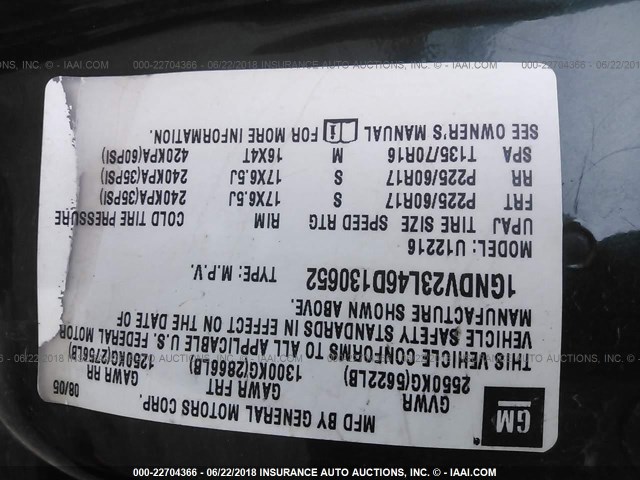 000-22704366 / 06/22/2018 INSURANCE AUTO AUCTIONS, INC. - © IAAI.COM
GM
MFD BY GENERAL MOTORS CORP. 08/05
GVWR GAWR FRT GAWR RR
2550KG(5622LB) 1300KG(2866LB) 1250KG(2756LB)
THIS VEHICLE CONFORMS TO ALL APPLICABLE U.S. FEDERAL MOTOR
VEHICLE SAFETY STANDARDS IN EFFECT ON THE DATE OF
MANUFACTURE SHOWN ABOVE.
1GNDV23L46D130652 TYPE: M.P.V.
MODEL: U12216
UPAJ TIRE SIZE SPEED RTG RIM COLD TIRE PRESSURE
FRT P225/60R17 S 17X6.5J 240KPA(35PSI)
RR P225/60R17 S 17X6.5J 240KPA(35PSI)
SPA T135/70R16 M 16X4T 420KPA(60PSI)
SEE OWNER'S MANUAL FOR MORE INFORMATION.
000-22704366 / 06/22/2018 INSURANCE AUTO AUCTIONS, INC. - © IAAI.COM